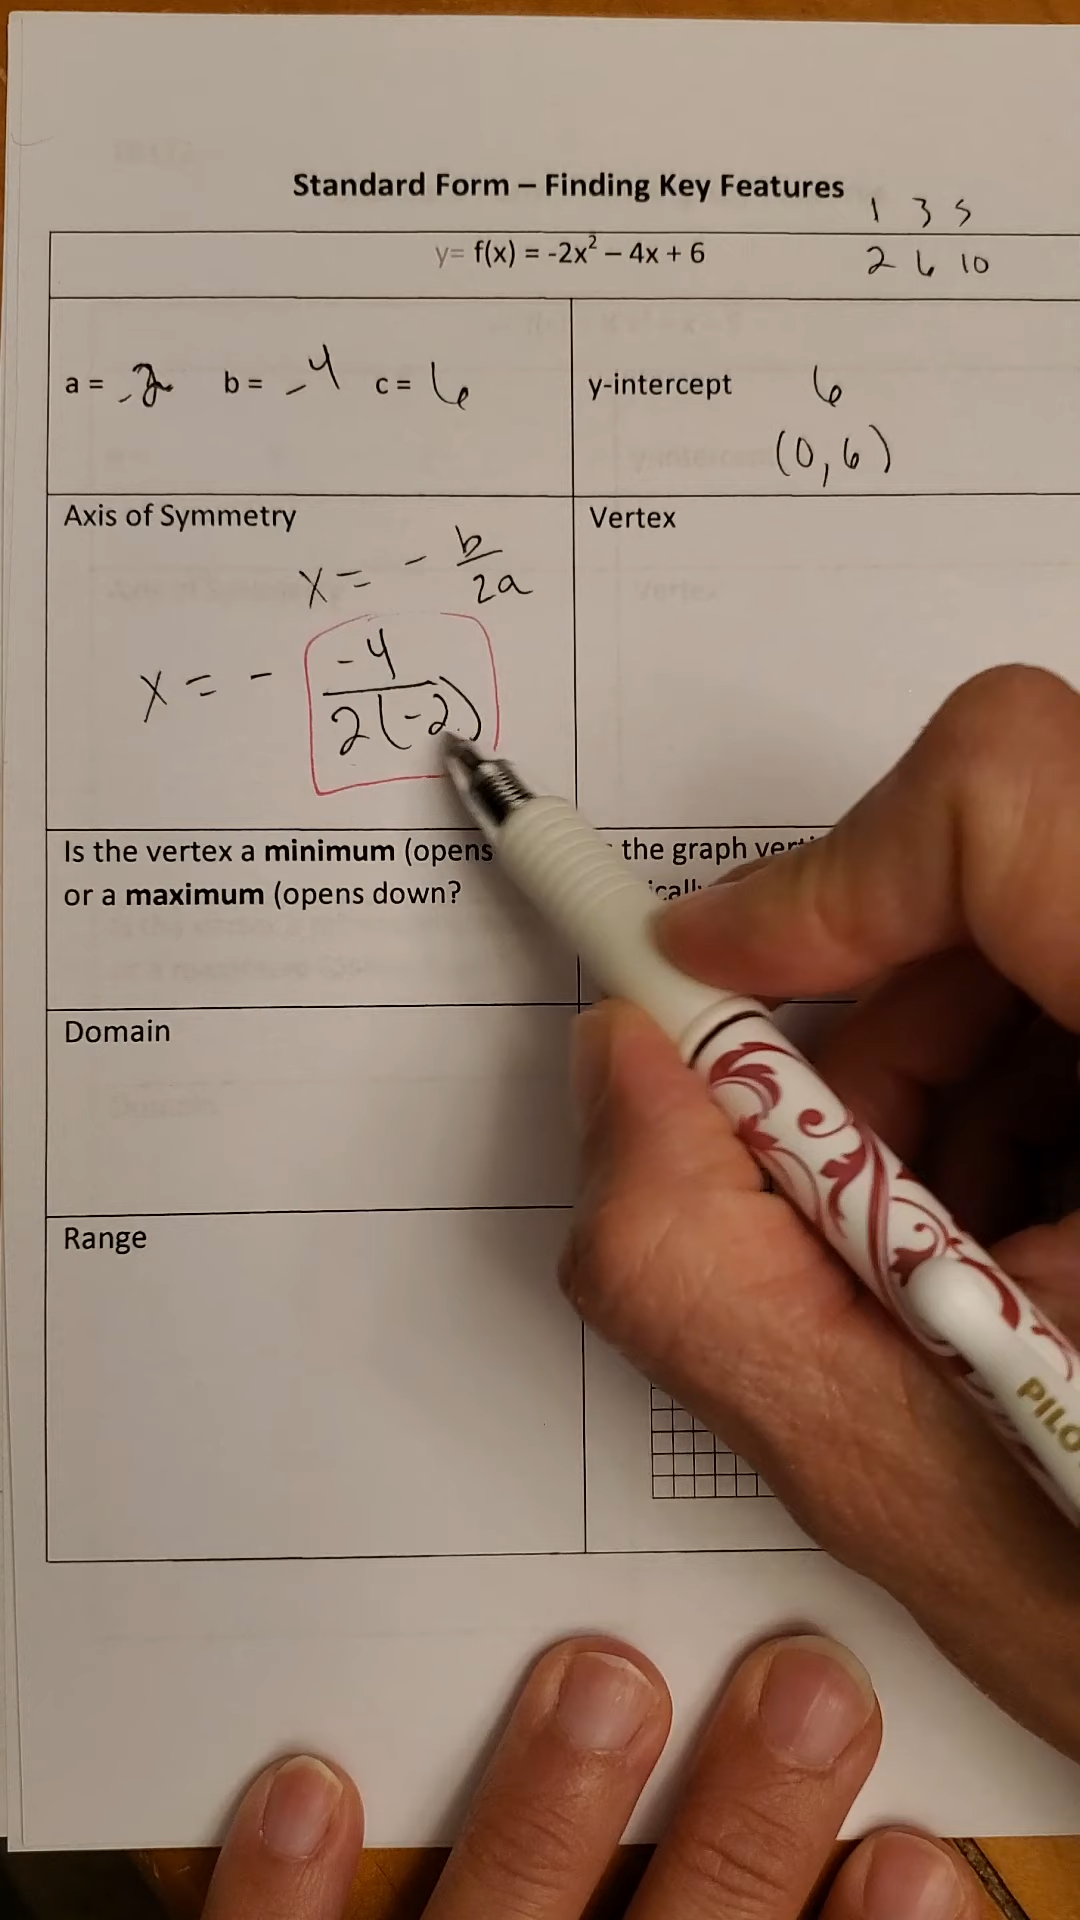 Standard Form – Finding Key Features
1 3 5
y= f(x) = -2x² – 4x + 6
2 6 10
a = -2 b = -4 c = 6
y-intercept 6
(0, 6)
Axis of Symmetry
x = - b/2a
x = - -4/2(-2)
Vertex
Is the vertex a minimum (opens
or a maximum (opens down?
the graph
Domain
Range